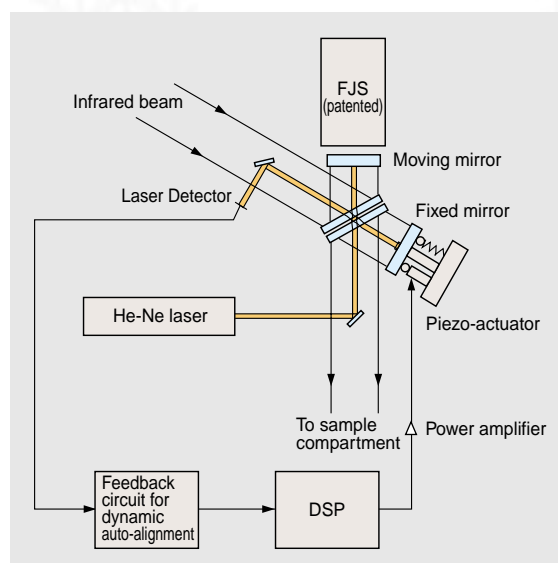 FJS
(patented)
Infrared beam
Moving mirror
Laser Detector
Fixed mirror
He-Ne laser
Piezo-actuator
To sample
compartment
Power amplifier
Feedback
circuit for
dynamic
auto-alignment
DSP